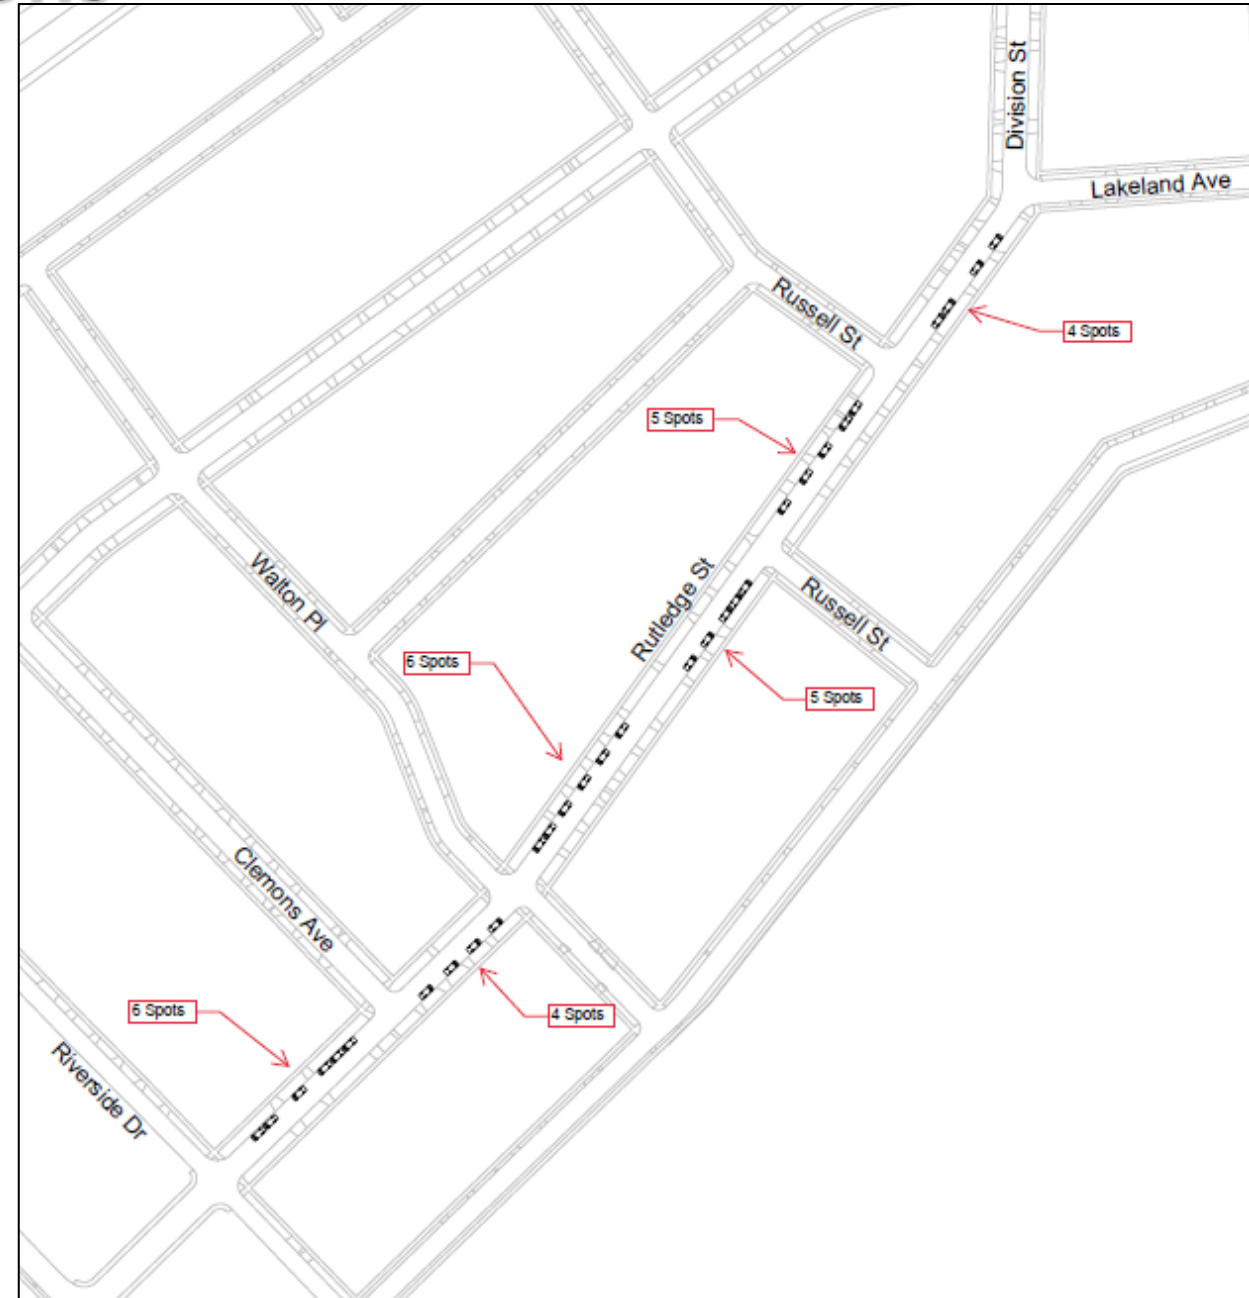 Division St
Lakeland Ave
Russell St
4 Spots
5 Spots
Walton Pl
Rutledge St
Russell St
6 Spots
5 Spots
Clemons Ave
6 Spots
4 Spots
Riverside Dr